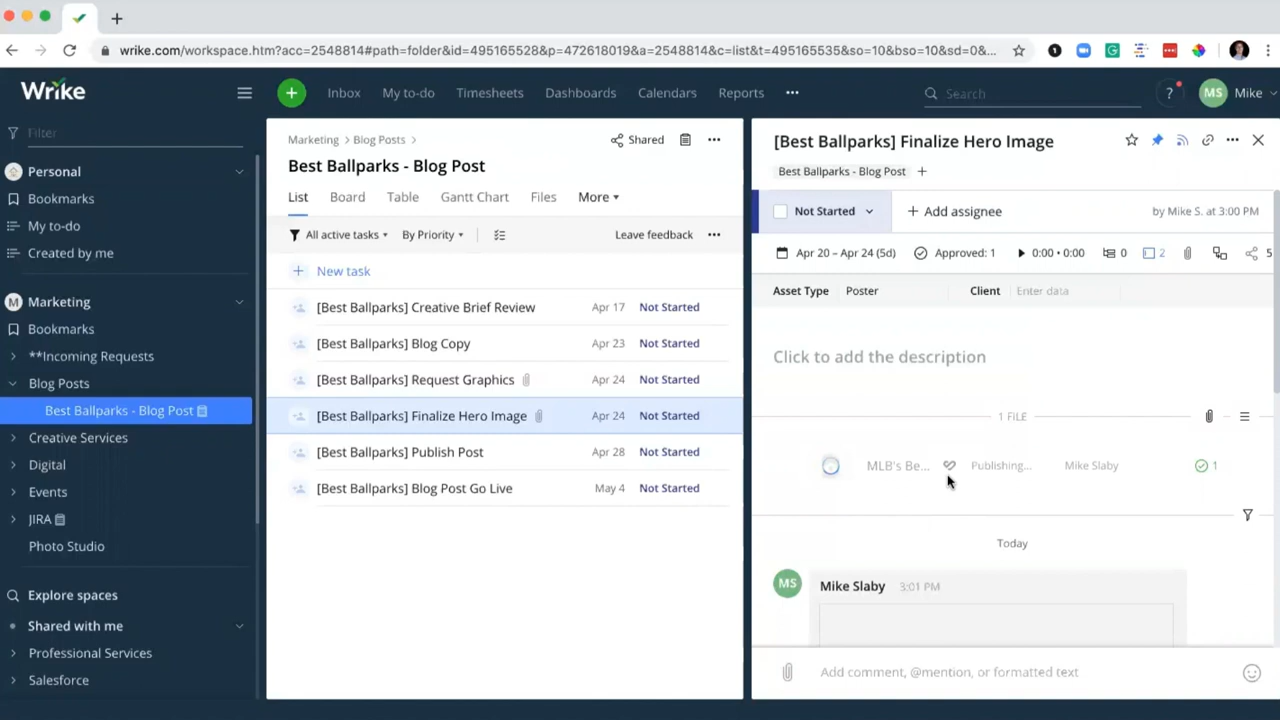 wrike.com/workspace.htm?acc=2548814#path=folder&id=495165528&p=472618019&a=2548814&c=list&t=495165535&so=10&bso=10&sd=0&...
Wrike
Inbox My to-do Timesheets Dashboards Calendars Reports
Search
?
MS Mike
Filter
Personal
Bookmarks
My to-do
Created by me
M Marketing
Bookmarks
**Incoming Requests
Blog Posts
Best Ballparks - Blog Post
Creative Services
Digital
Events
JIRA
Photo Studio
Explore spaces
Shared with me
Professional Services
Salesforce
Marketing > Blog Posts >
Shared
Best Ballparks - Blog Post
List Board Table Gantt Chart Files More
All active tasks By Priority Leave feedback
New task
[Best Ballparks] Creative Brief Review Apr 17 Not Started
[Best Ballparks] Blog Copy Apr 23 Not Started
[Best Ballparks] Request Graphics Apr 24 Not Started
[Best Ballparks] Finalize Hero Image Apr 24 Not Started
[Best Ballparks] Publish Post Apr 28 Not Started
[Best Ballparks] Blog Post Go Live May 4 Not Started
[Best Ballparks] Finalize Hero Image
Best Ballparks - Blog Post +
Not Started + Add assignee by Mike S. at 3:00 PM
Apr 20 – Apr 24 (5d) Approved: 1 0:00 • 0:00 0 2 5
Asset Type Poster Client Enter data
Click to add the description
1 FILE
MLB's Be... Publishing... Mike Slaby 1
Today
MS Mike Slaby 3:01 PM
Add comment, @mention, or formatted text